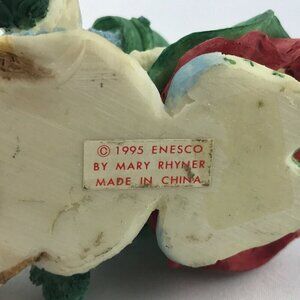 © 1995 ENESCO
BY MARY RHYNER
MADE IN CHINA